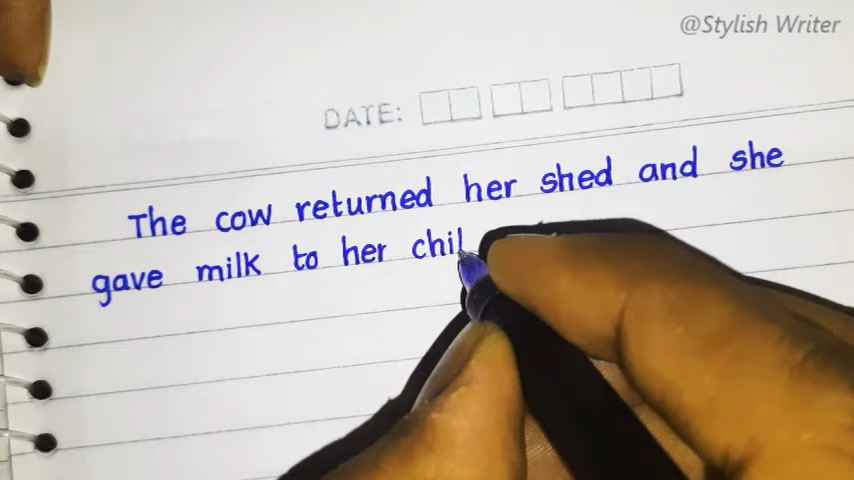 @Stylish Writer
DATE:
The cow returned her shed and she
gave milk to her chil